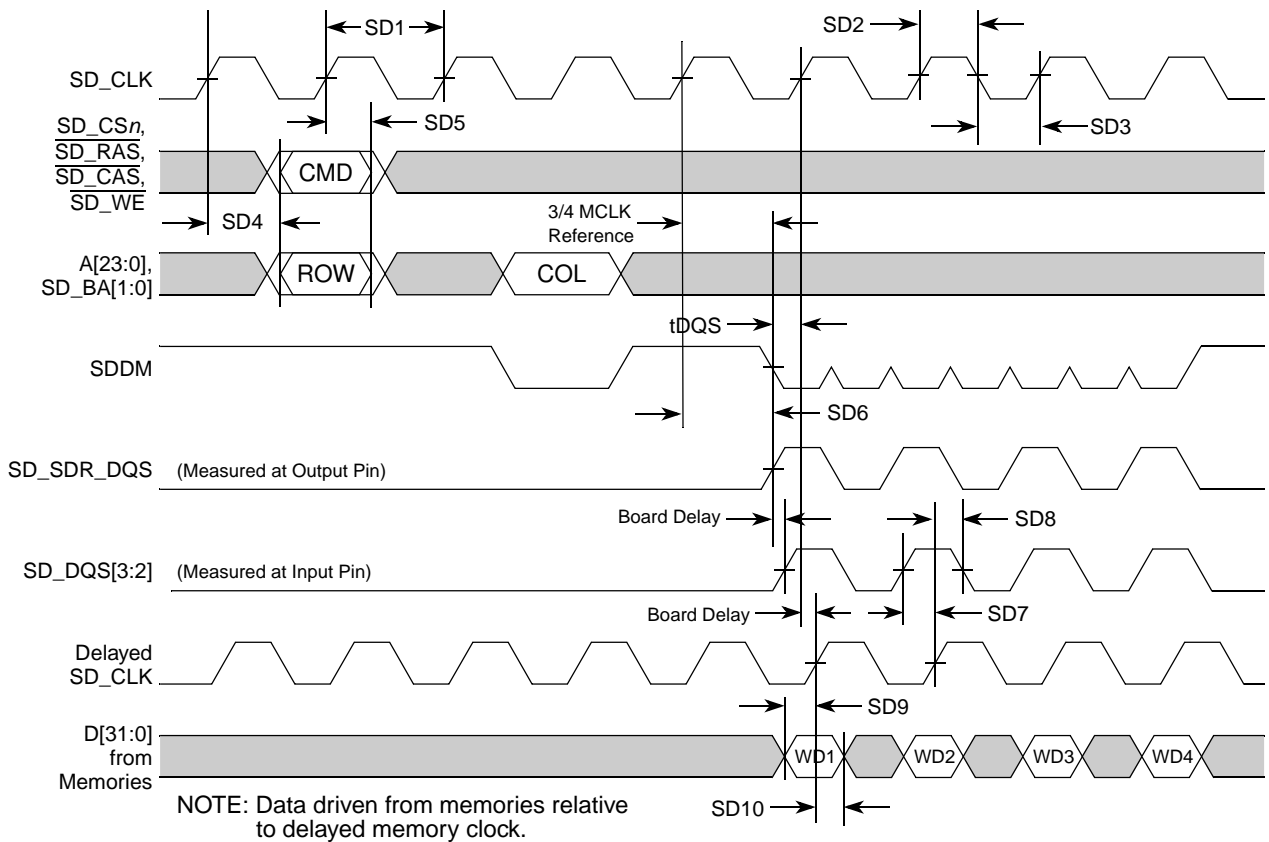 SD1
SD2
SD_CLK
SD_CSn,
SD_RAS,
SD_CAS,
SD_WE
SD5
SD3
CMD
SD4
3/4 MCLK
Reference
A[23:0],
SD_BA[1:0]
ROW
COL
tDQS
SDDM
SD6
SD_SDR_DQS
(Measured at Output Pin)
Board Delay
SD8
SD_DQS[3:2]
(Measured at Input Pin)
Board Delay
SD7
Delayed
SD_CLK
SD9
D[31:0]
from
Memories
WD1
WD2
WD3
WD4
NOTE: Data driven from memories relative
to delayed memory clock.
SD10